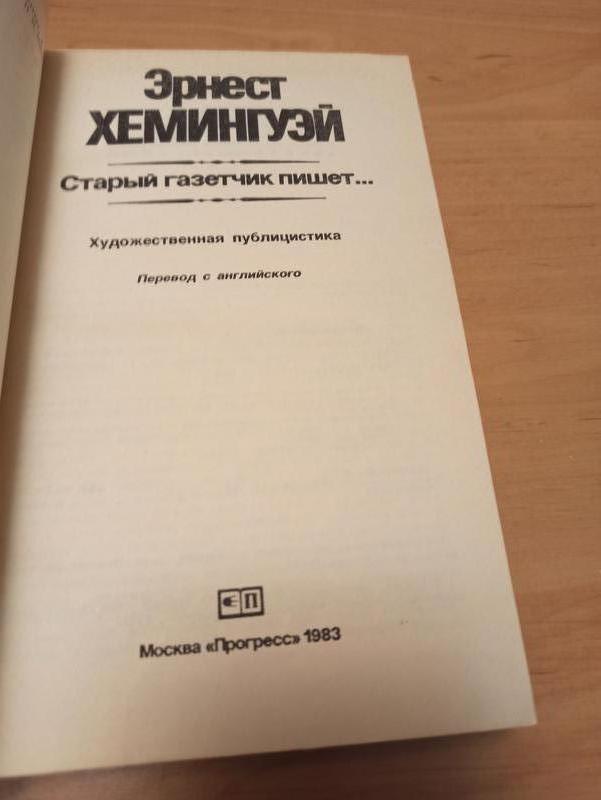 Эрнест
ХЕМИНГУЭЙ
Старый газетчик пишет...
Художественная публицистика
Перевод с английского
П
Москва «Прогресс» 1983